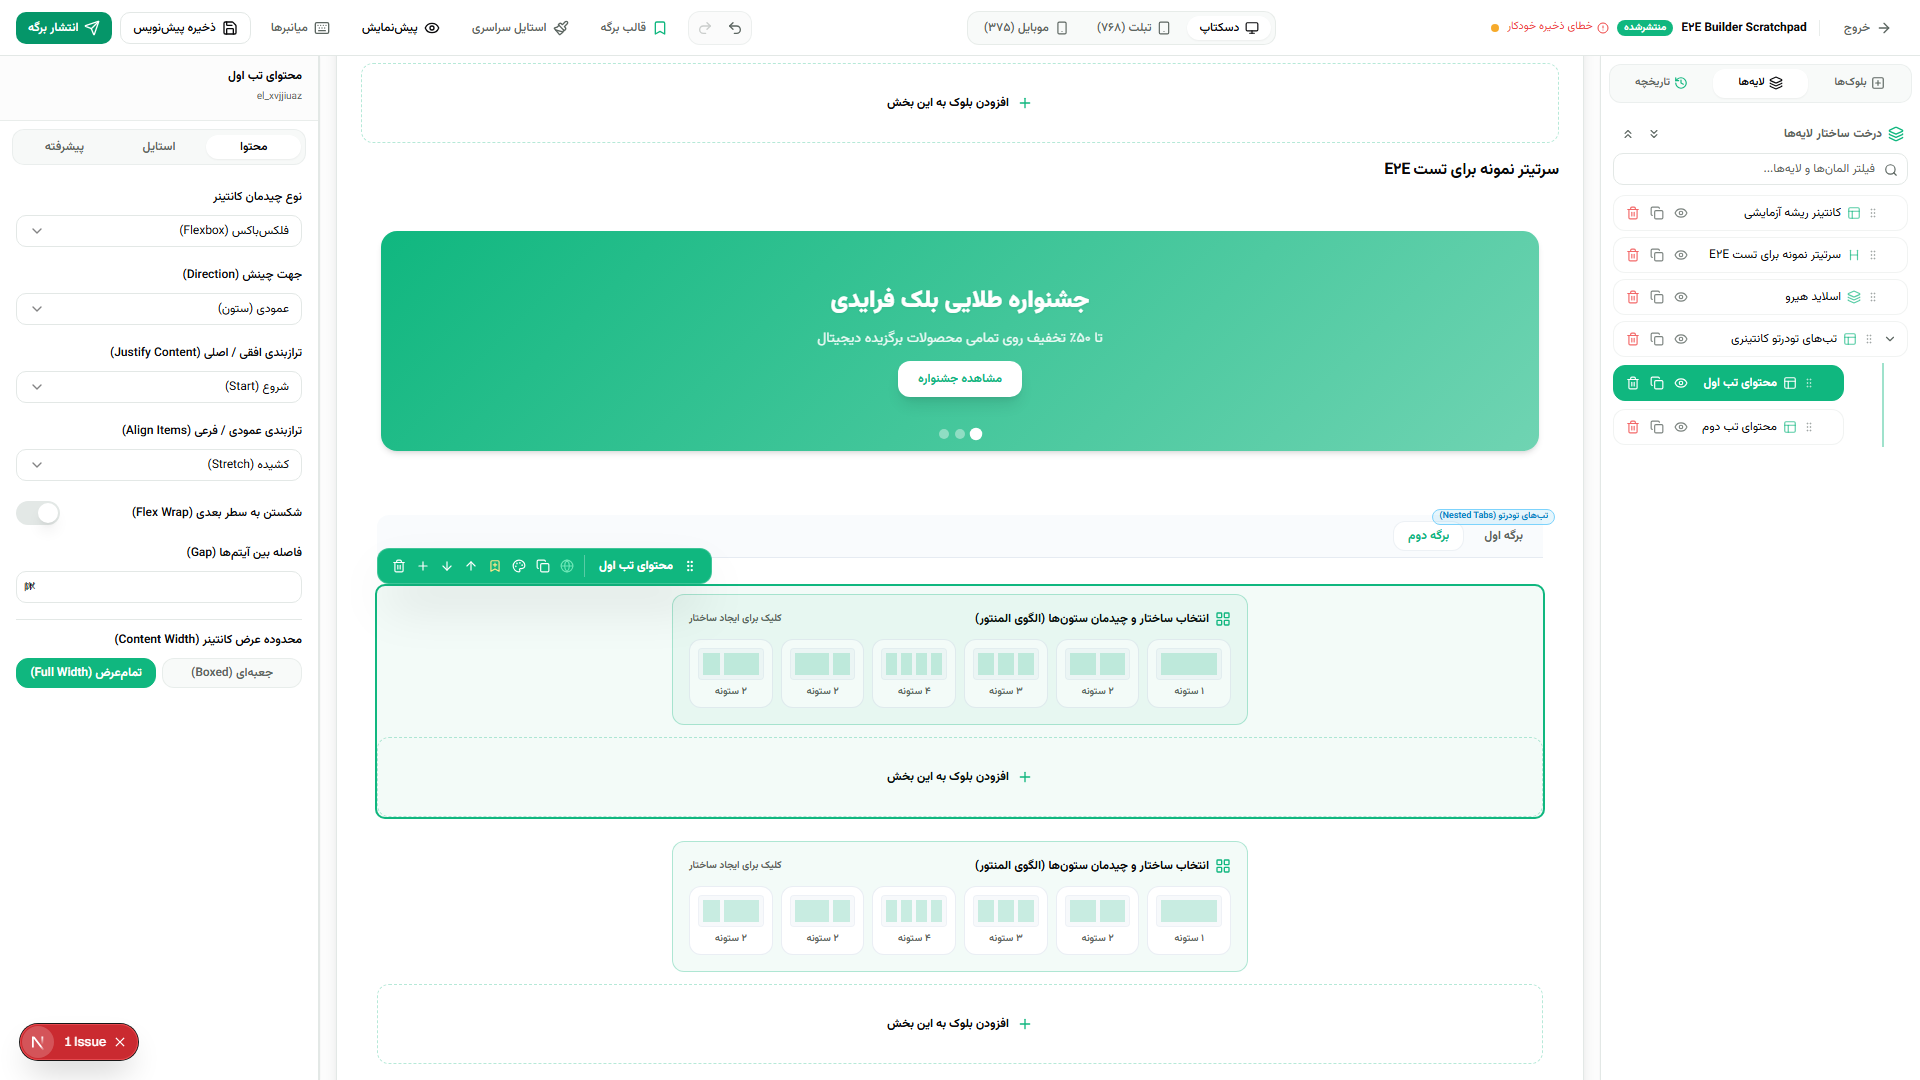 خروج
E۲E Builder Scratchpad
منتشرشده
خطای ذخیره خودکار
دسکتاپ
تبلت (۷۶۸)
موبایل (۳۷۵)
قالب برگه
استایل سراسری
پیش‌نمایش
میانبرها
ذخیره پیش‌نویس
انتشار برگه
بلوک‌ها
لایه‌ها
تاریخچه
درخت ساختار لایه‌ها
فیلتر المان‌ها و لایه‌ها...
کانتینر ریشه آزمایشی
سرتیتر نمونه برای تست E۲E
اسلاید هیرو
تب‌های تودرتو کانتینری
محتوای تب اول
محتوای تب دوم
افزودن بلوک به این بخش
سرتیتر نمونه برای تست E۲E
جشنواره طلایی بلک فرایدی
تا ۵۰٪ تخفیف روی تمامی محصولات برگزیده دیجیتال
مشاهده جشنواره
تب‌های تودرتو (Nested Tabs)
برگه اول
برگه دوم
محتوای تب اول
انتخاب ساختار و چیدمان ستون‌ها (الگوی المنتور)
کلیک برای ایجاد ساختار
۱ ستونه
۲ ستونه
۳ ستونه
۴ ستونه
۲ ستونه
۲ ستونه
افزودن بلوک به این بخش
انتخاب ساختار و چیدمان ستون‌ها (الگوی المنتور)
کلیک برای ایجاد ساختار
۱ ستونه
۲ ستونه
۳ ستونه
۴ ستونه
۲ ستونه
۲ ستونه
افزودن بلوک به این بخش
محتوای تب اول
el_xvjjiuaz
محتوا
استایل
پیشرفته
نوع چیدمان کانتینر
فلکس‌باکس (Flexbox)
جهت چینش (Direction)
عمودی (ستون)
ترازبندی افقی / اصلی (Justify Content)
شروع (Start)
ترازبندی عمودی / فرعی (Align Items)
کشیده (Stretch)
شکستن به سطر بعدی (Flex Wrap)
فاصله بین آیتم‌ها (Gap)
محدوده عرض کانتینر (Content Width)
جعبه‌ای (Boxed)
تمام‌عرض (Full Width)
N
1 Issue